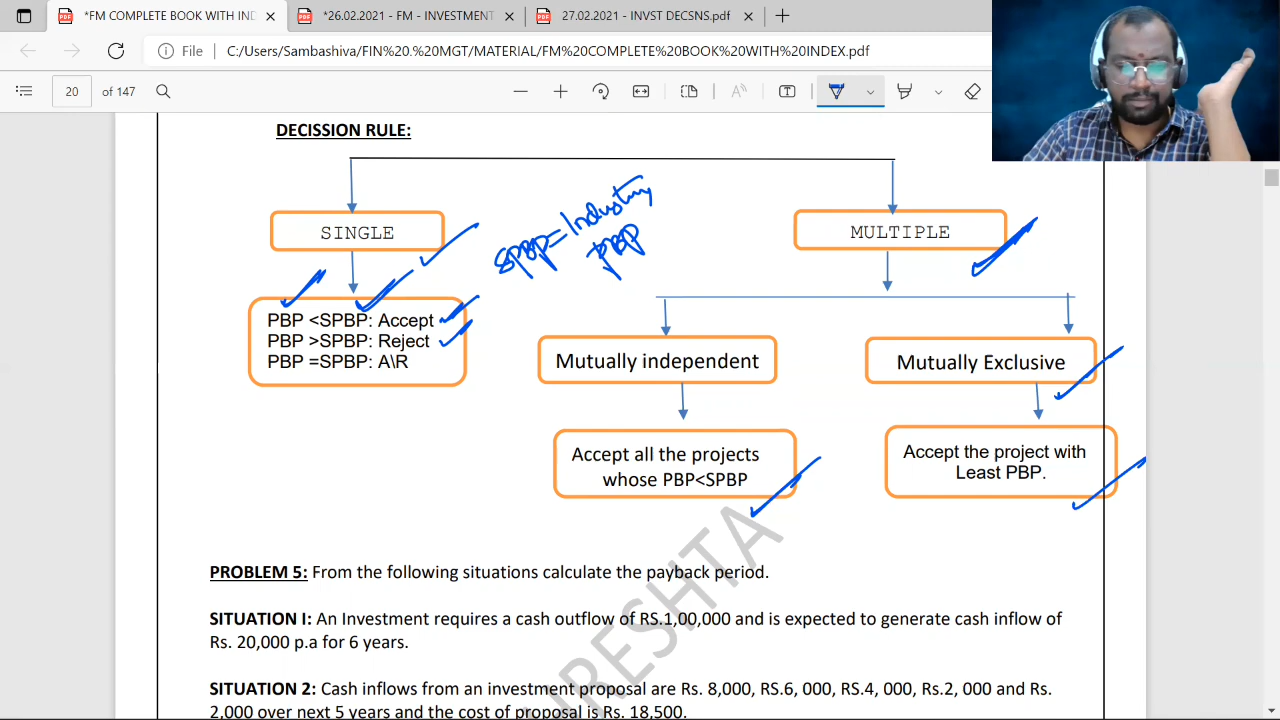 *FM COMPLETE BOOK WITH IND
*26.02.2021 - FM - INVESTMENT
27.02.2021 - INVST DECSNS.pdf
File
C:/Users/Sambashiva/FIN%20.%20MGT/MATERIAL/FM%20COMPLETE%20BOOK%20WITH%20INDEX.pdf
20 of 147
DECISSION RULE:
SINGLE
MULTIPLE
SPBP=Industry
PBP
PBP <SPBP: Accept
PBP >SPBP: Reject
PBP =SPBP: A\R
Mutually independent
Mutually Exclusive
Accept all the projects
whose PBP<SPBP
Accept the project with
Least PBP.
PROBLEM 5: From the following situations calculate the payback period.
SITUATION I: An Investment requires a cash outflow of RS.1,00,000 and is expected to generate cash inflow of
Rs. 20,000 p.a for 6 years.
SITUATION 2: Cash inflows from an investment proposal are Rs. 8,000, RS.6, 000, RS.4, 000, Rs.2, 000 and Rs.
2,000 over next 5 years and the cost of proposal is Rs. 18,500.